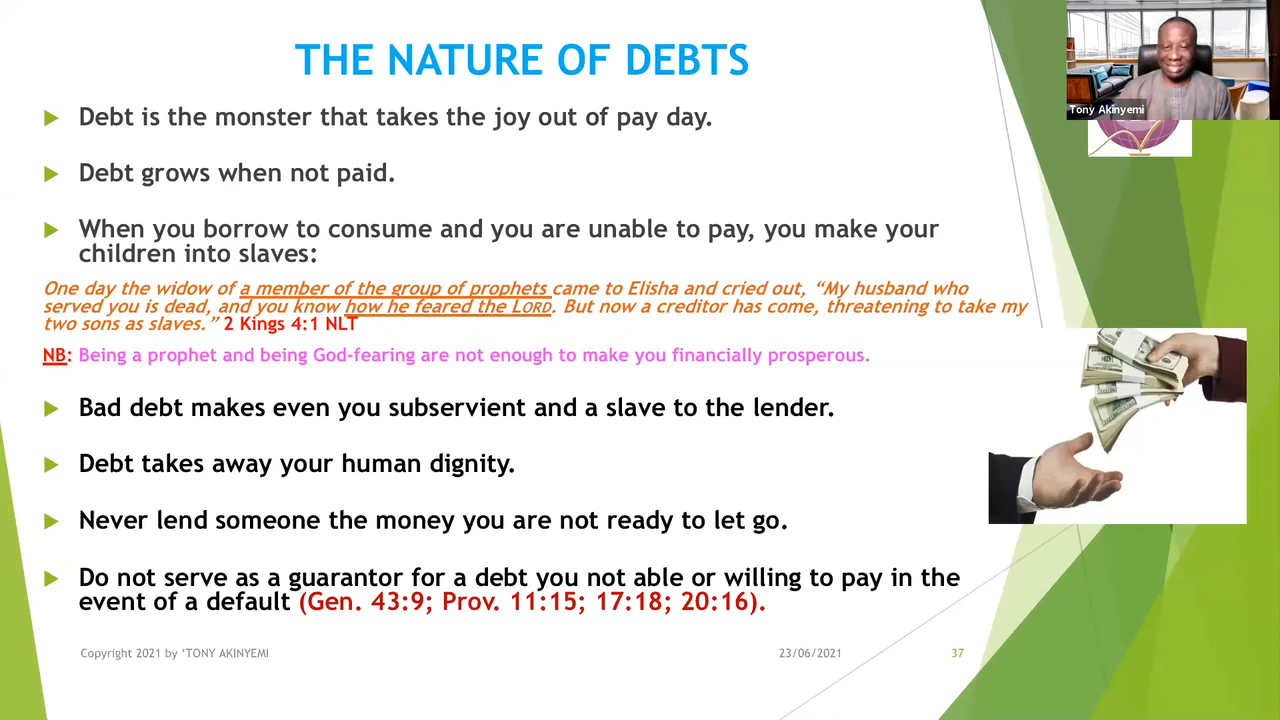 THE NATURE OF DEBTS
Debt is the monster that takes the joy out of pay day.
Debt grows when not paid.
When you borrow to consume and you are unable to pay, you make your
children into slaves:
One day the widow of a member of the group of prophets came to Elisha and cried out, “My husband who
served you is dead, and you know how he feared the LORD. But now a creditor has come, threatening to take my
two sons as slaves.” 2 Kings 4:1 NLT
NB: Being a prophet and being God-fearing are not enough to make you financially prosperous.
Bad debt makes even you subservient and a slave to the lender.
Debt takes away your human dignity.
Never lend someone the money you are not ready to let go.
Do not serve as a guarantor for a debt you not able or willing to pay in the
event of a default (Gen. 43:9; Prov. 11:15; 17:18; 20:16).
Copyright 2021 by ‘TONY AKINYEMI
23/06/2021
37
Tony Akinyemi